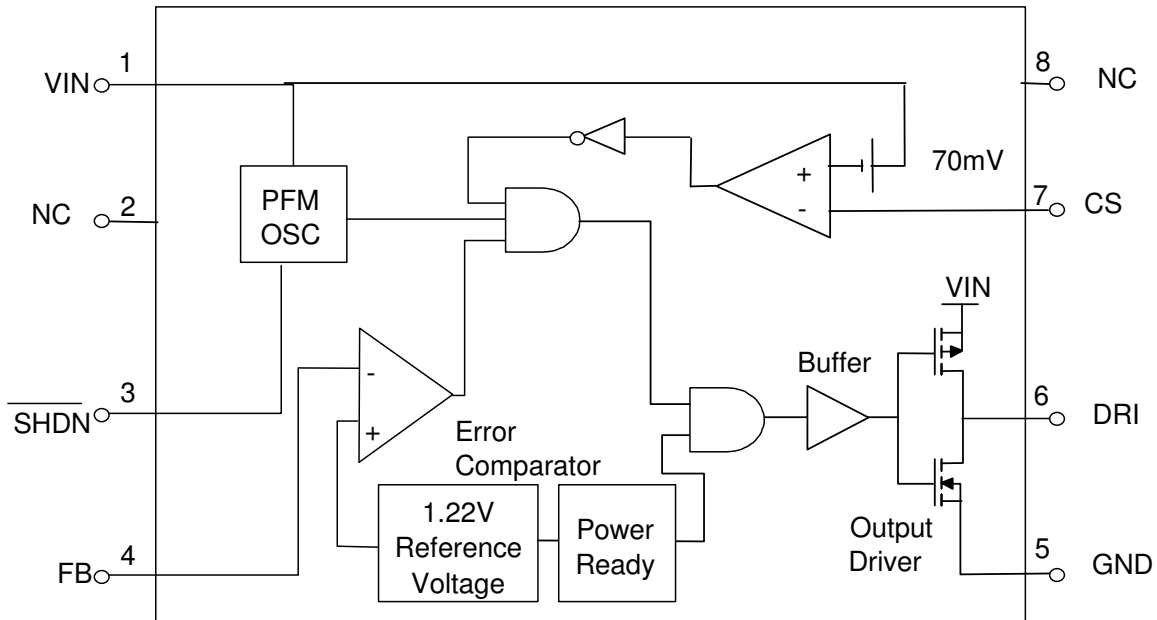 VIN
1
8
NC
70mV
PFM
OSC
+
-
NC
2
7
CS
VIN
SHDN
3
-
+
Error
Comparator
Buffer
6
DRI
1.22V
Reference
Voltage
Power
Ready
Output
Driver
FB
4
5
GND